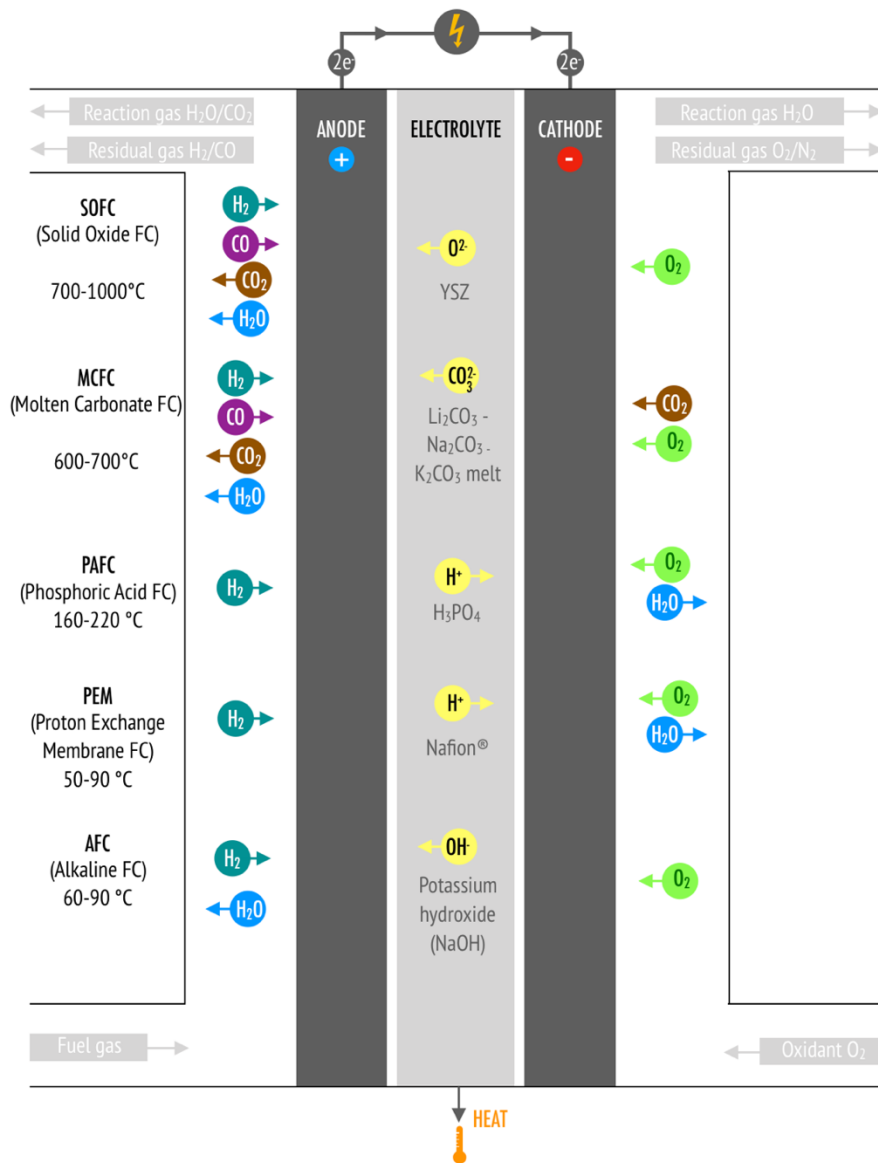 2e-
2e-
Reaction gas H₂O/CO₂
Residual gas H₂/CO
ANODE
+
ELECTROLYTE
CATHODE
-
Reaction gas H₂O
Residual gas O₂/N₂
SOFC
(Solid Oxide FC)
700-1000°C
H₂
CO
CO₂
H₂O
O²⁻
YSZ
O₂
MCFC
(Molten Carbonate FC)
600-700°C
H₂
CO
CO₂
H₂O
CO₃²⁻
Li₂CO₃ -
Na₂CO₃ -
K₂CO₃ melt
CO₂
O₂
PAFC
(Phosphoric Acid FC)
160-220 °C
H₂
H⁺
H₃PO₄
O₂
H₂O
PEM
(Proton Exchange
Membrane FC)
50-90 °C
H₂
H⁺
Nafion®
O₂
H₂O
AFC
(Alkaline FC)
60-90 °C
H₂
H₂O
OH⁻
Potassium
hydroxide
(NaOH)
O₂
Fuel gas
Oxidant O₂
HEAT